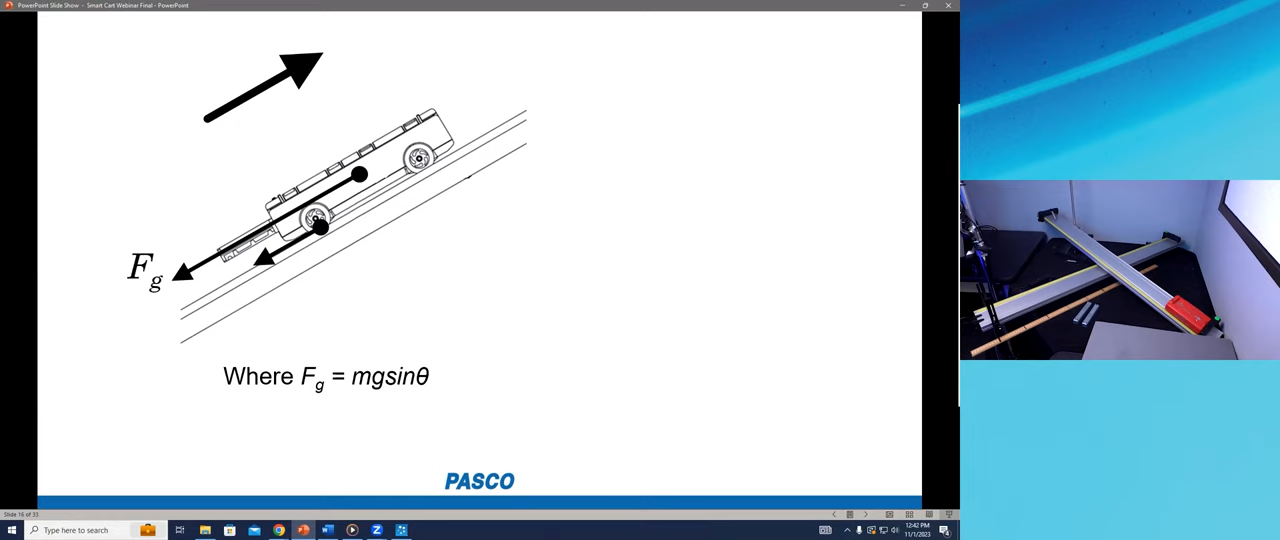 PowerPoint Slide Show - Smart Cart Webinar Final - PowerPoint
Fg
Where Fg = mgsinθ
PASCO
Slide 16 of 33
Type here to search
12:42 PM
11/1/2023